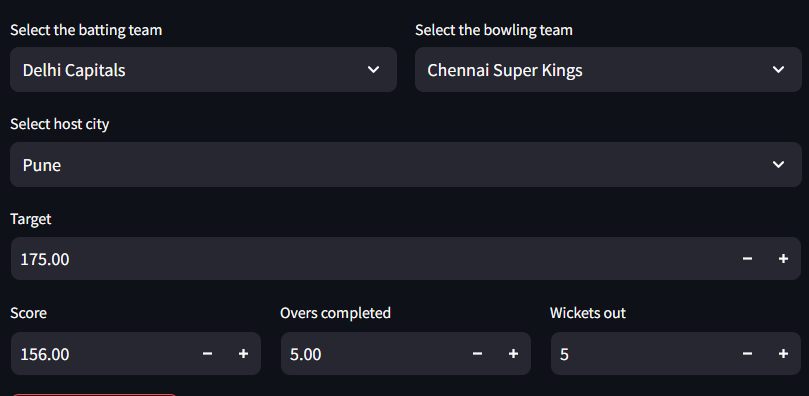 Select the batting team
Select the bowling team
Delhi Capitals
Chennai Super Kings
Select host city
Pune
Target
175.00
Score
Overs completed
Wickets out
156.00
5.00
5